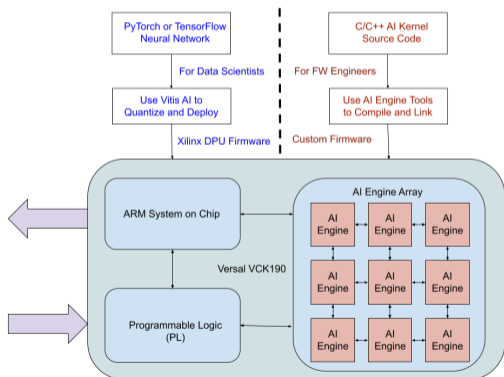 PyTorch or TensorFlow
Neural Network
C/C++ AI Kernel
Source Code
For Data Scientists
For FW Engineers
Use Vitis AI to
Quantize and Deploy
Use AI Engine Tools
to Compile and Link
Xilinx DPU Firmware
Custom Firmware
ARM System on Chip
AI Engine Array
AI
Engine
AI
Engine
AI
Engine
Versal VCK190
AI
Engine
AI
Engine
AI
Engine
Programmable Logic
(PL)
AI
Engine
AI
Engine
AI
Engine